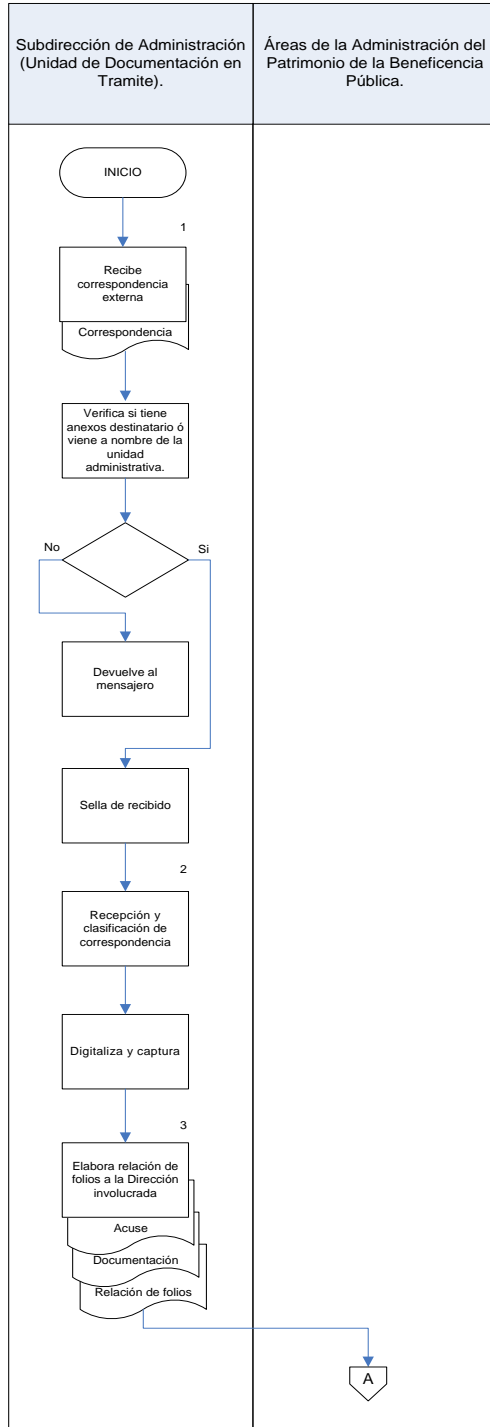 Subdirección de Administración
(Unidad de Documentación en
Tramite).
Áreas de la Administración del
Patrimonio de la Beneficencia
Pública.
INICIO
1
Recibe
correspondencia
externa
Correspondencia
Verifica si tiene
anexos destinatario ó
viene a nombre de la
unidad
administrativa.
No
Si
Devuelve al
mensajero
Sella de recibido
2
Recepción y
clasificación de
correspondencia
Digitaliza y captura
3
Elabora relación de
folios a la Dirección
involucrada
Acuse
Documentación
Relación de folios
A